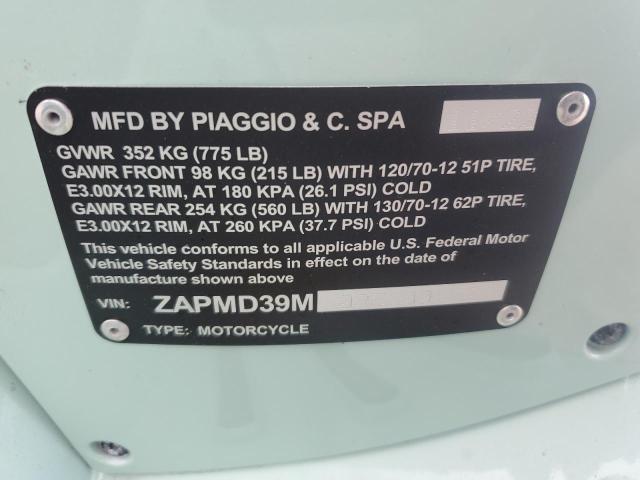 MFD BY PIAGGIO & C. SPA
GVWR 352 KG (775 LB)
GAWR FRONT 98 KG (215 LB) WITH 120/70-12 51P TIRE,
E3.00X12 RIM, AT 180 KPA (26.1 PSI) COLD
GAWR REAR 254 KG (560 LB) WITH 130/70-12 62P TIRE,
E3.00X12 RIM, AT 260 KPA (37.7 PSI) COLD
This vehicle conforms to all applicable U.S. Federal Motor
Vehicle Safety Standards in effect on the date of
manufacture shown above
VIN: ZAPMD39M
TYPE: MOTORCYCLE